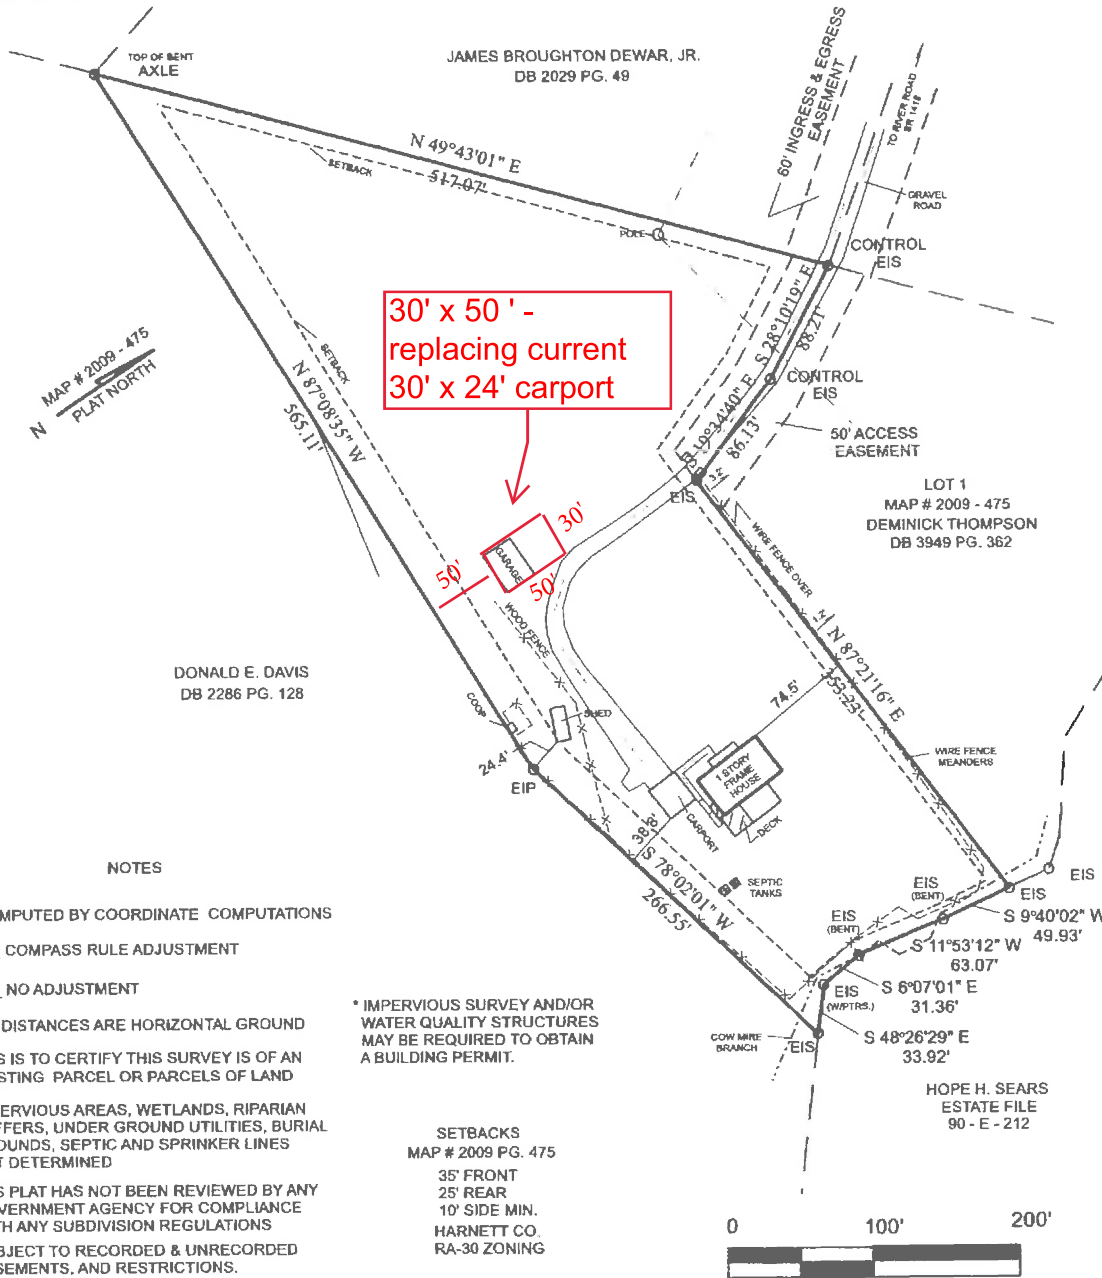 TOP OF BENT
AXLE
JAMES BROUGHTON DEWAR, JR.
DB 2029 PG. 49
60' INGRESS & EGRESS
EASEMENT
TO RIVER ROAD
SR 1418
GRAVEL
ROAD
N 49°43'01" E
517.07'
SETBACK
POLE
CONTROL
EIS
S 28°10'19" E
88.21'
30' x 50 ' -
replacing current
30' x 24' carport
MAP # 2009 - 475
PLAT NORTH
N
SETBACK
N 87°08'35" W
565.11'
CONTROL
EIS
S 19°34'40" E
86.13'
50' ACCESS
EASEMENT
EIS
3.2'
LOT 1
MAP # 2009 - 475
DEMINICK THOMPSON
DB 3949 PG. 362
30'
GARAGE
50'
50'
WIRE FENCE OVER
WOOD FENCE
N 87°21'16" E
353.23'
DONALD E. DAVIS
DB 2286 PG. 128
74.5'
COOP
SHED
24.4'
EIP
WIRE FENCE
MEANDERS
1 STORY
FRAME
HOUSE
CARPORT
DECK
38.8'
S 78°02'01" W
266.55'
SEPTIC
TANKS
NOTES
EIS
(BENT)
EIS
EIS
MPUTED BY COORDINATE COMPUTATIONS
EIS
(BENT)
S 9°40'02" W
49.93'
COMPASS RULE ADJUSTMENT
S 11°53'12" W
63.07'
NO ADJUSTMENT
EIS
(W/PTRS.)
S 6°07'01" E
31.36'
DISTANCES ARE HORIZONTAL GROUND
* IMPERVIOUS SURVEY AND/OR
WATER QUALITY STRUCTURES
MAY BE REQUIRED TO OBTAIN
A BUILDING PERMIT.
COW MIRE
BRANCH
EIS
S 48°26'29" E
33.92'
S IS TO CERTIFY THIS SURVEY IS OF AN
STING PARCEL OR PARCELS OF LAND
HOPE H. SEARS
ESTATE FILE
90 - E - 212
ERVIOUS AREAS, WETLANDS, RIPARIAN
FFERS, UNDER GROUND UTILITIES, BURIAL
OUNDS, SEPTIC AND SPRINKER LINES
T DETERMINED
S PLAT HAS NOT BEEN REVIEWED BY ANY
VERNMENT AGENCY FOR COMPLIANCE
TH ANY SUBDIVISION REGULATIONS
BJECT TO RECORDED & UNRECORDED
SEMENTS, AND RESTRICTIONS.
SETBACKS
MAP # 2009 PG. 475
35' FRONT
25' REAR
10' SIDE MIN.
HARNETT CO.
RA-30 ZONING
0 100' 200'